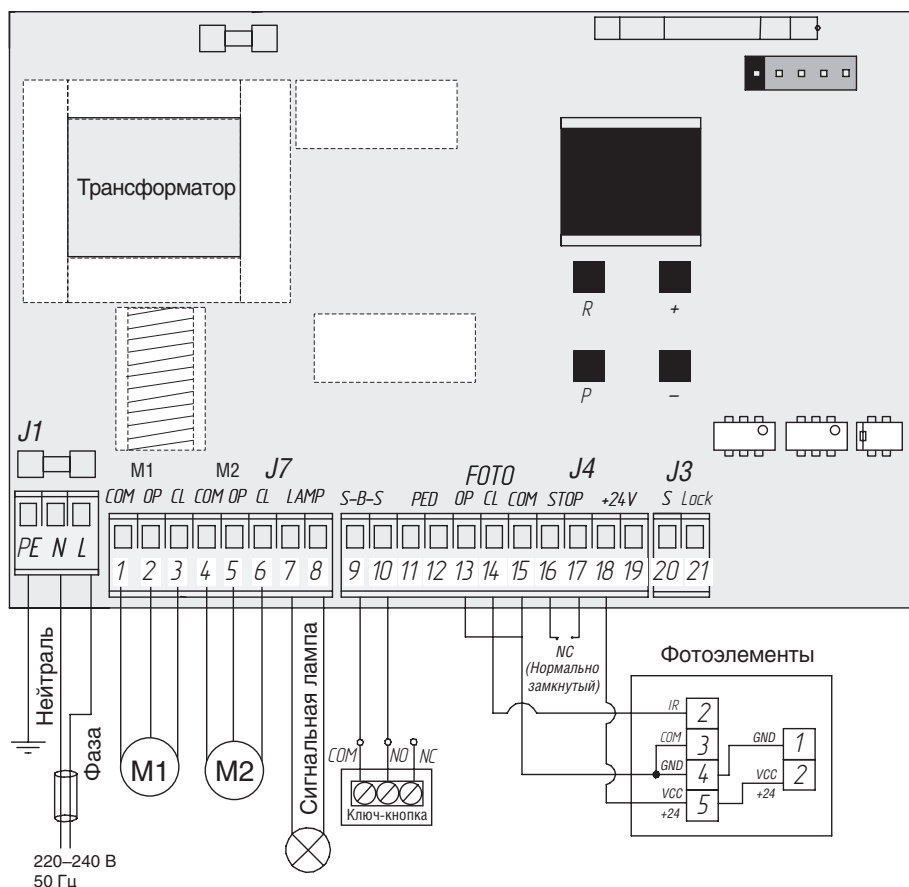 Трансформатор
R +
P −
J1
M1 M2 J7
COM OP CL COM OP CL LAMP
FOTO J4 J3
S-B-S PED OP CL COM STOP +24V S Lock
PE N L
1 2 3 4 5 6 7 8
9 10 11 12 13 14 15 16 17 18 19
20 21
Нейтраль
Фаза
220–240 В
50 Гц
M1
M2
Сигнальная лампа
COM NO NC
Ключ-кнопка
NC
(Нормально
замкнутый)
Фотоэлементы
IR 2
COM 3
GND 4
VCC 5
+24
GND 1
VCC 2
+24